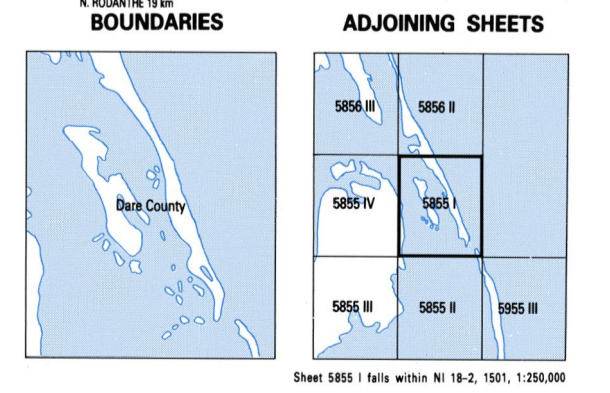 N. RODANTHE 19 km
BOUNDARIES
ADJOINING SHEETS
Dare County
5856 III
5856 II
5855 IV
5855 I
5855 III
5855 II
5955 III
Sheet 5855 I falls within NI 18-2, 1501, 1:250,000